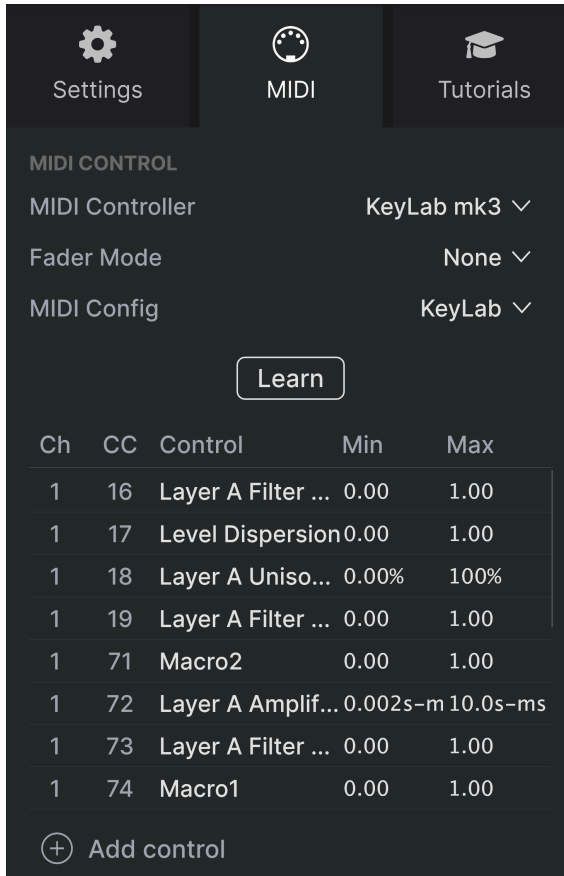 Settings MIDI Tutorials
MIDI CONTROL
MIDI Controller KeyLab mk3
Fader Mode None
MIDI Config KeyLab
Learn
Ch CC Control Min Max
1 16 Layer A Filter ... 0.00 1.00
1 17 Level Dispersion 0.00 1.00
1 18 Layer A Uniso... 0.00% 100%
1 19 Layer A Filter ... 0.00 1.00
1 71 Macro2 0.00 1.00
1 72 Layer A Amplif... 0.002s-m 10.0s-ms
1 73 Layer A Filter ... 0.00 1.00
1 74 Macro1 0.00 1.00
Add control